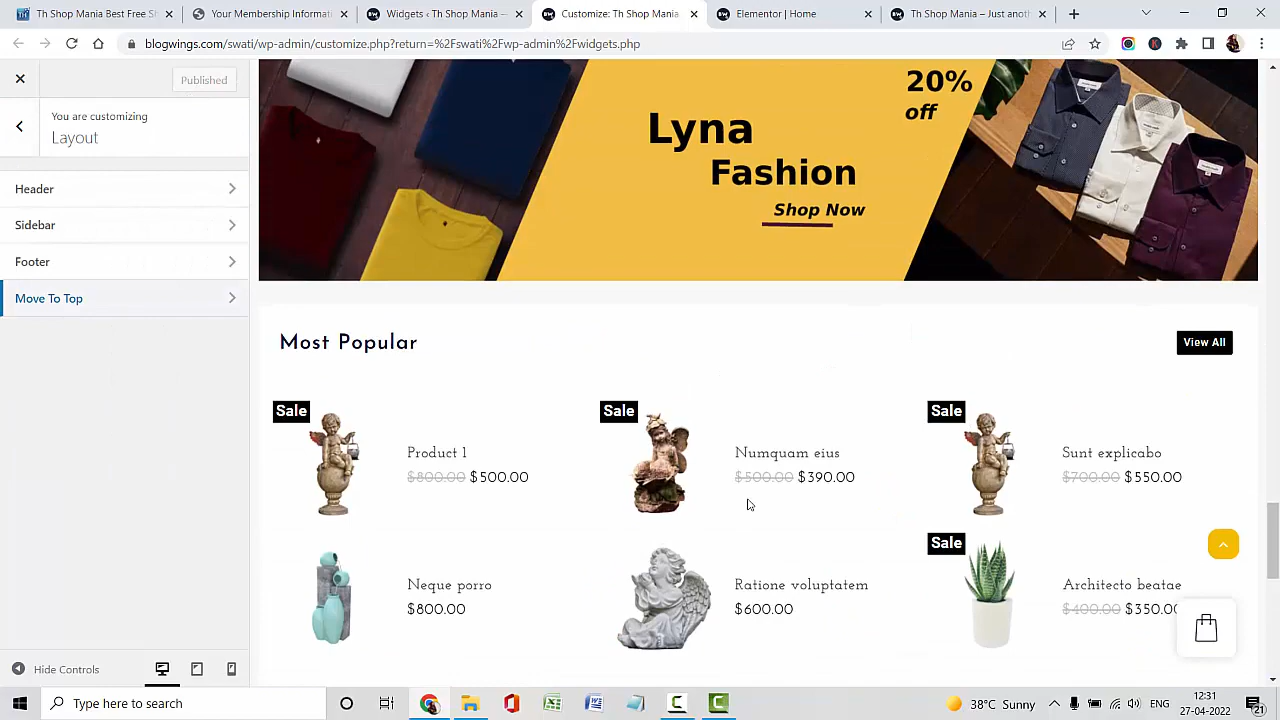 Th Shop Mania Best Free S
Your Membership Informati
Widgets ‹ Th Shop Mania —
Customize: Th Shop Mania
Elementor | Home
Th Shop Mania – Just anoth
blogwings.com/swati/wp-admin/customize.php?return=%2Fswati%2Fwp-admin%2Fwidgets.php
Published
You are customizing
Layout
Header
Sidebar
Footer
Move To Top
Hide Controls
20%
off
Lyna
Fashion
Shop Now
Most Popular
View All
Sale
Product 1
$800.00 $500.00
Sale
Numquam eius
$500.00 $390.00
Sale
Sunt explicabo
$700.00 $550.00
Neque porro
$800.00
Ratione voluptatem
$600.00
Sale
Architecto beatae
$400.00 $350.00
Type here to search
38°C Sunny
ENG
12:31
27-04-2022
21